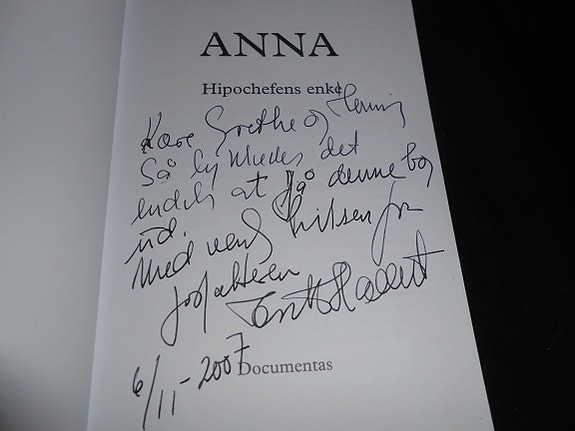 ANNA
Hipochefens enke
Kære Grethe og Henning
Så lykkedes det
endelig at få denne bog
ud.
Med venlig hilsen fra
forfatteren
6/11-2007
Documentas